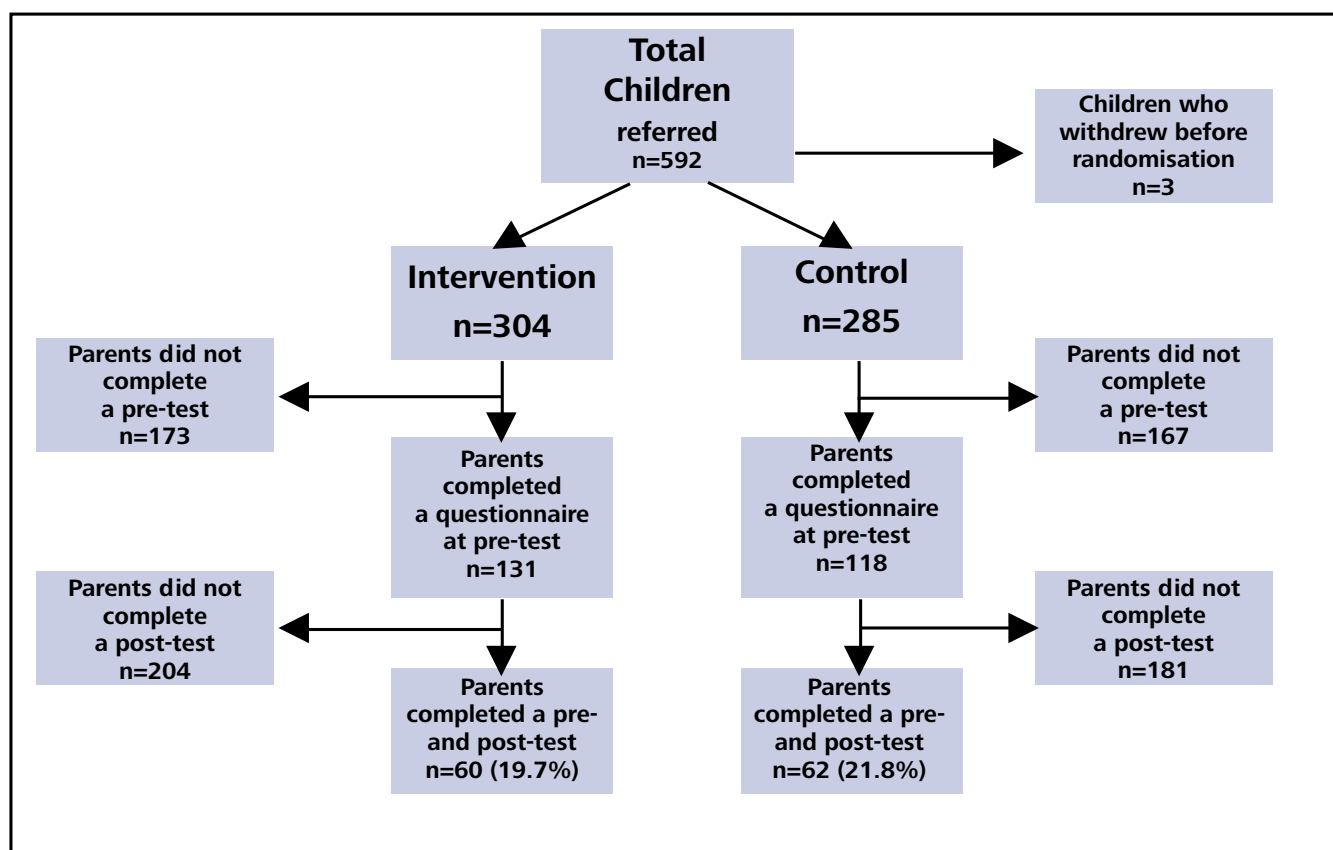 Total
Children
referred
n=592
Children who
withdrew before
randomisation
n=3
Intervention
n=304
Control
n=285
Parents did not
complete
a pre-test
n=173
Parents did not
complete
a pre-test
n=167
Parents
completed
a questionnaire
at pre-test
n=131
Parents
completed
a questionnaire
at pre-test
n=118
Parents did not
complete
a post-test
n=204
Parents did not
complete
a post-test
n=181
Parents
completed a pre-
and post-test
n=60 (19.7%)
Parents
completed a pre-
and post-test
n=62 (21.8%)